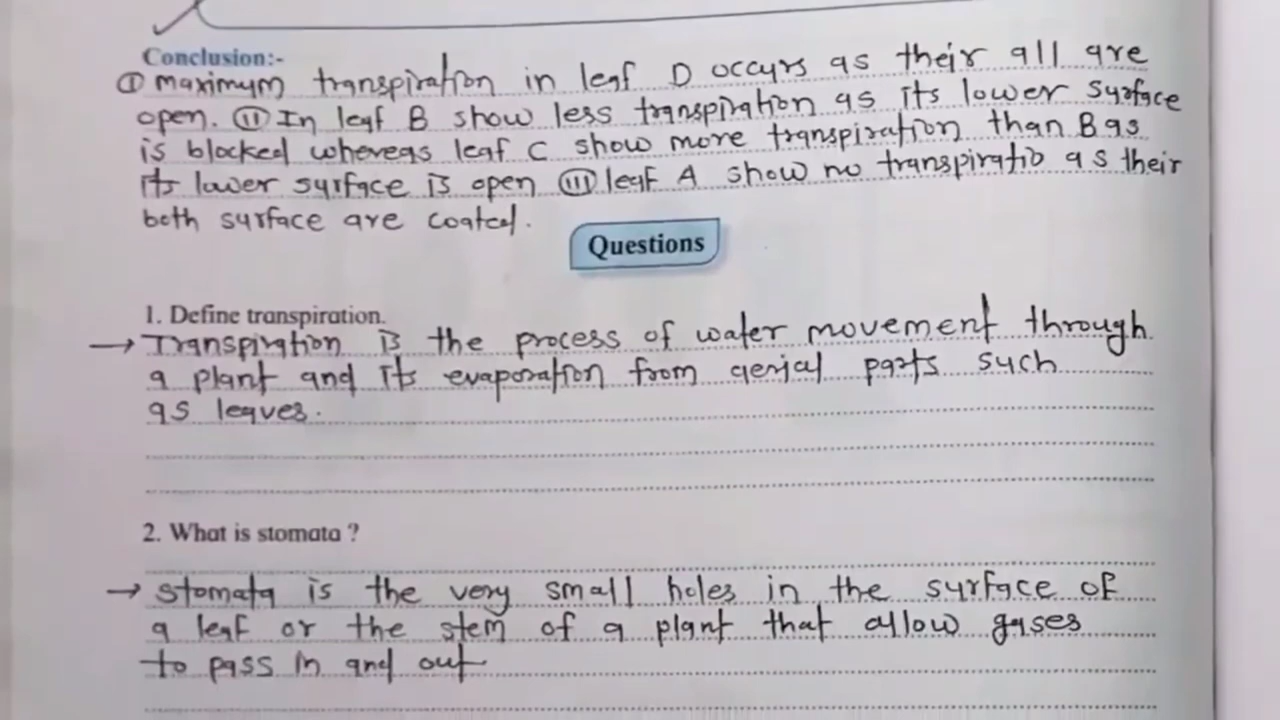 Conclusion:-
① maximum transpiration in leaf D occurs as their all are
open. ⑪ In leaf B show less transpiration as its lower surface
is blocked whereas leaf C show more transpiration than B as
its lower surface is open ⑪⑪ leaf A show no transpiratio as their
both surface are coated.
Questions
1. Define transpiration.
→ Transpiration is the process of water movement through
a plant and its evaporation from aerial parts such
as leaves.
2. What is stomata ?
→ stomata is the very small holes in the surface of
a leaf or the stem of a plant that allow gases
to pass in and out